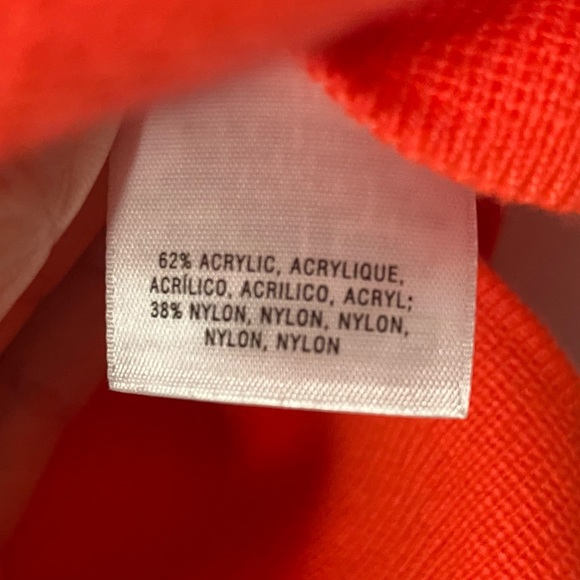 62% ACRYLIC, ACRYLIQUE,
ACRÍLICO, ACRILICO, ACRYL;
38% NYLON, NYLON, NYLON,
NYLON, NYLON